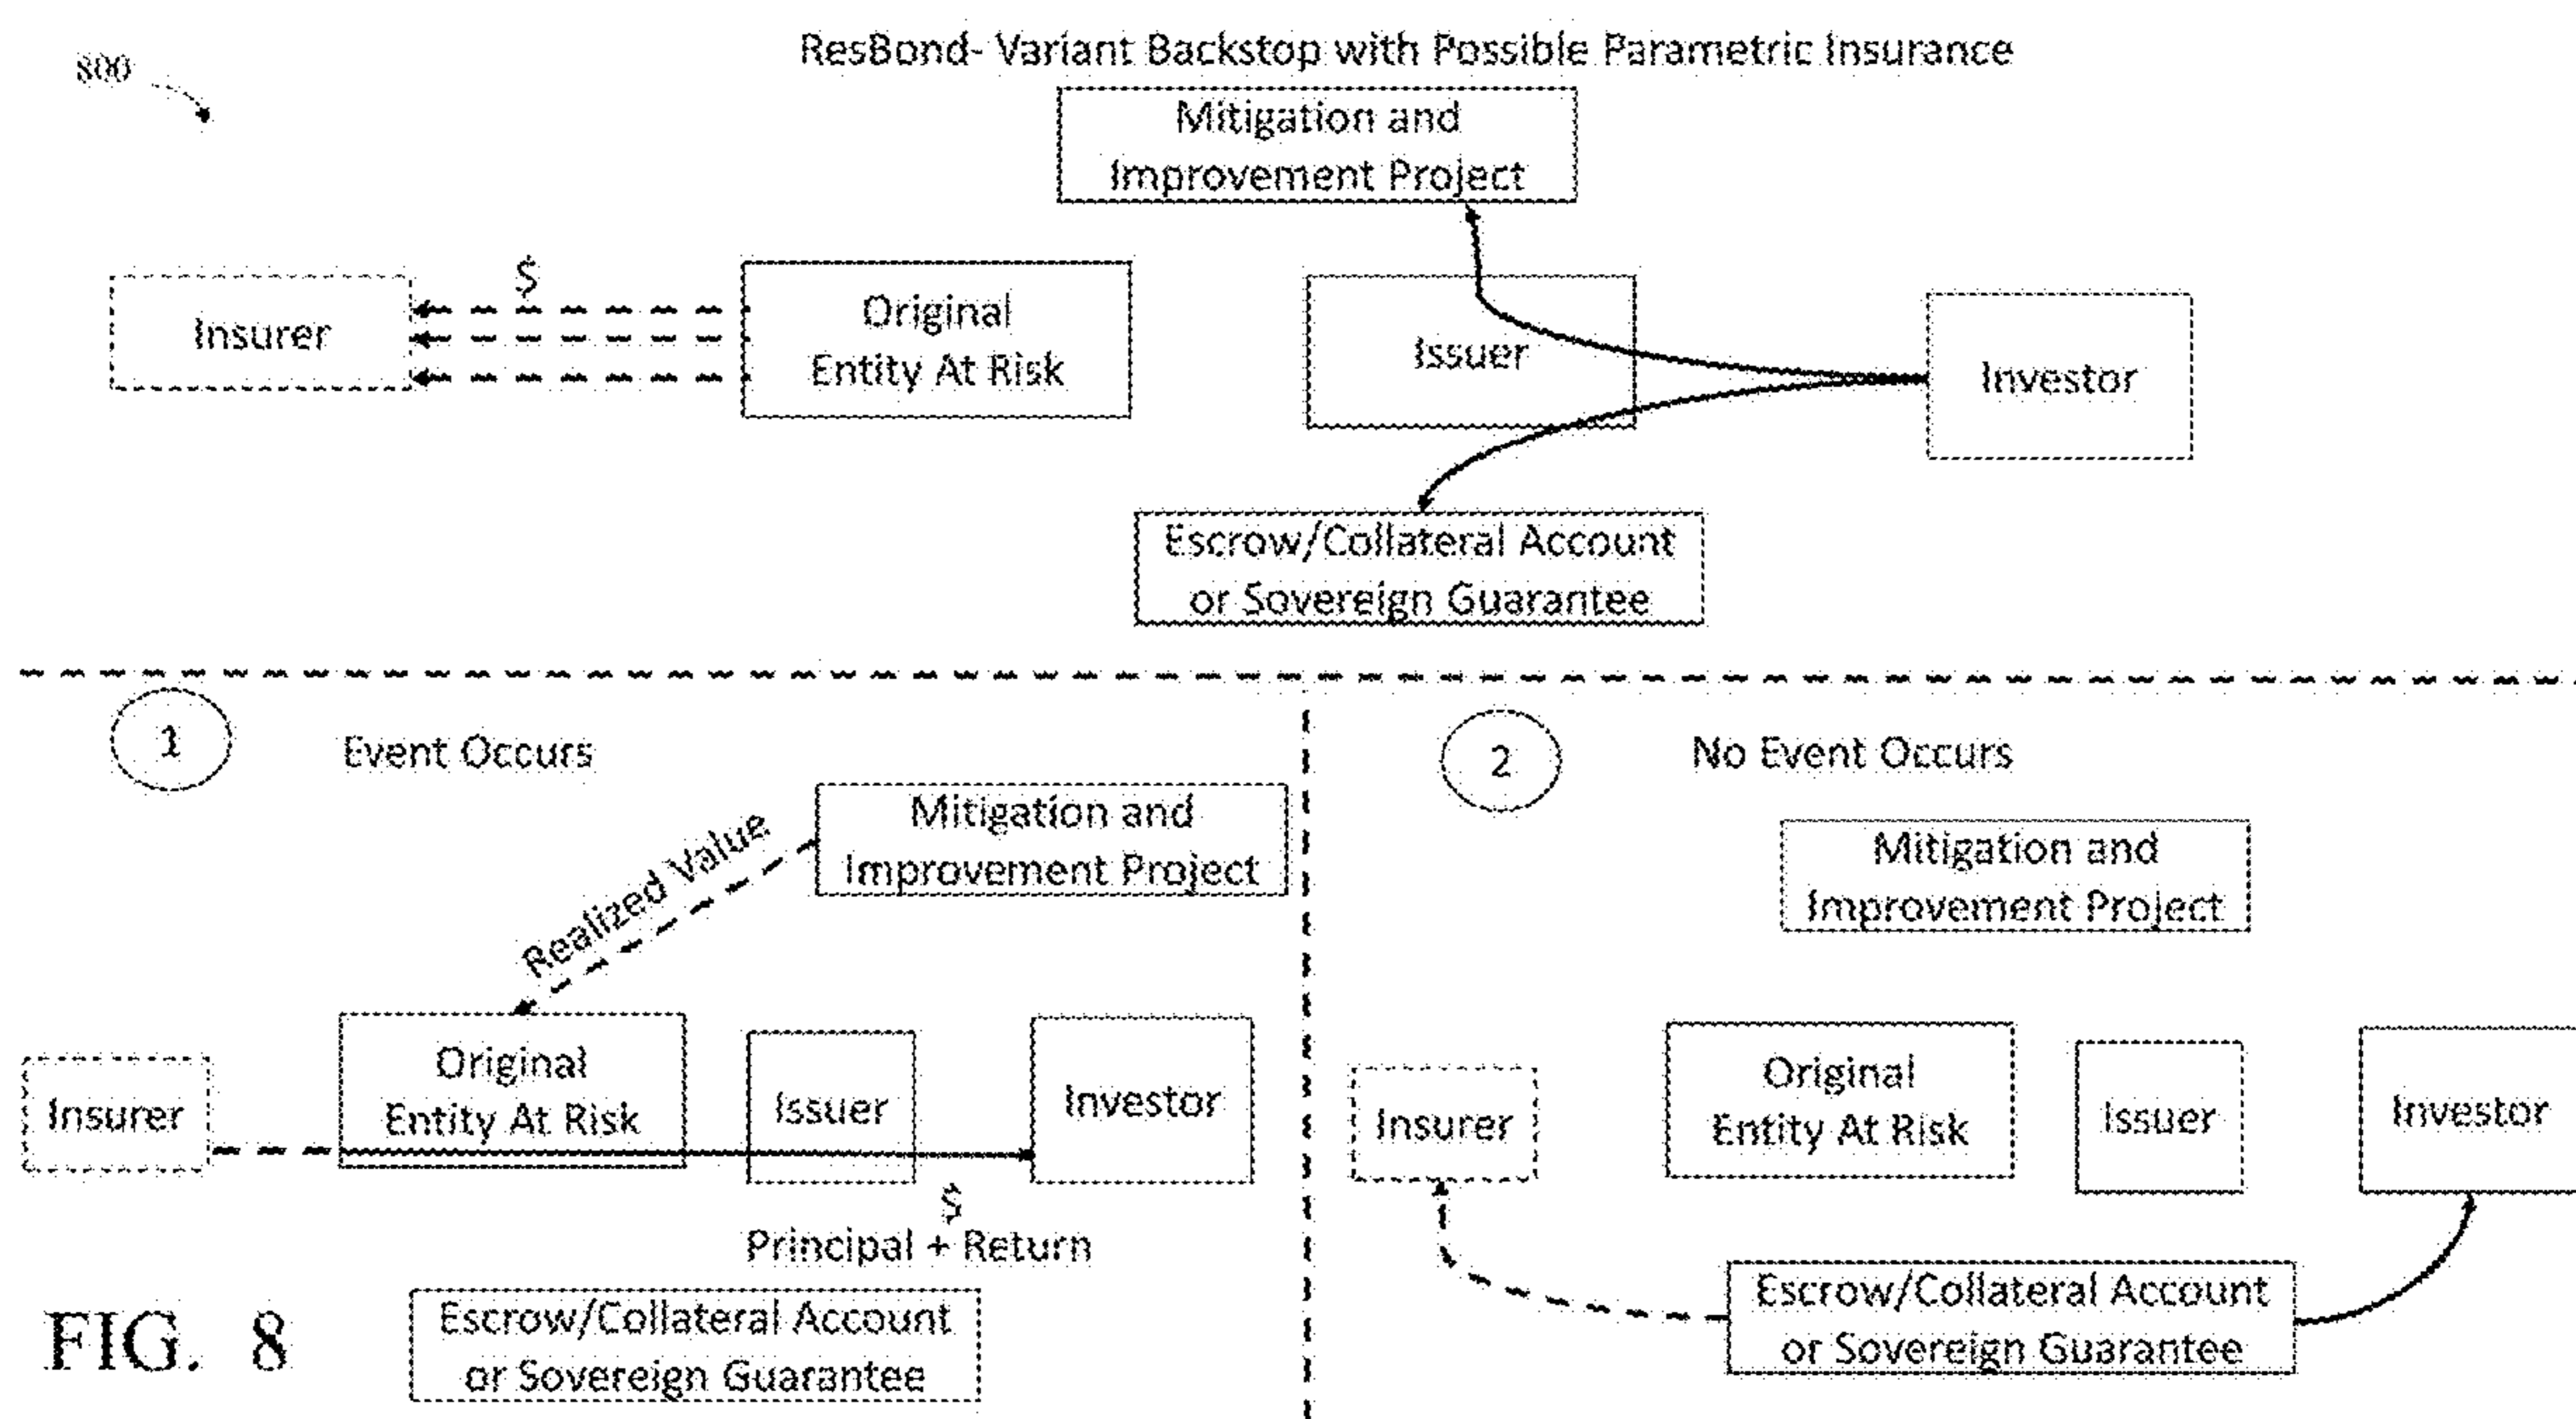 800
ResBond- Variant Backstop with Possible Parametric Insurance
Mitigation and
Improvement Project
$
Insurer
Original
Entity At Risk
Issuer
Investor
Escrow/Collateral Account
or Sovereign Guarantee
1
Event Occurs
Mitigation and
Improvement Project
Realized Value
Insurer
Original
Entity At Risk
Issuer
Investor
$
Principal + Return
Escrow/Collateral Account
or Sovereign Guarantee
2
No Event Occurs
Mitigation and
Improvement Project
Insurer
Original
Entity At Risk
Issuer
Investor
Escrow/Collateral Account
or Sovereign Guarantee
FIG. 8